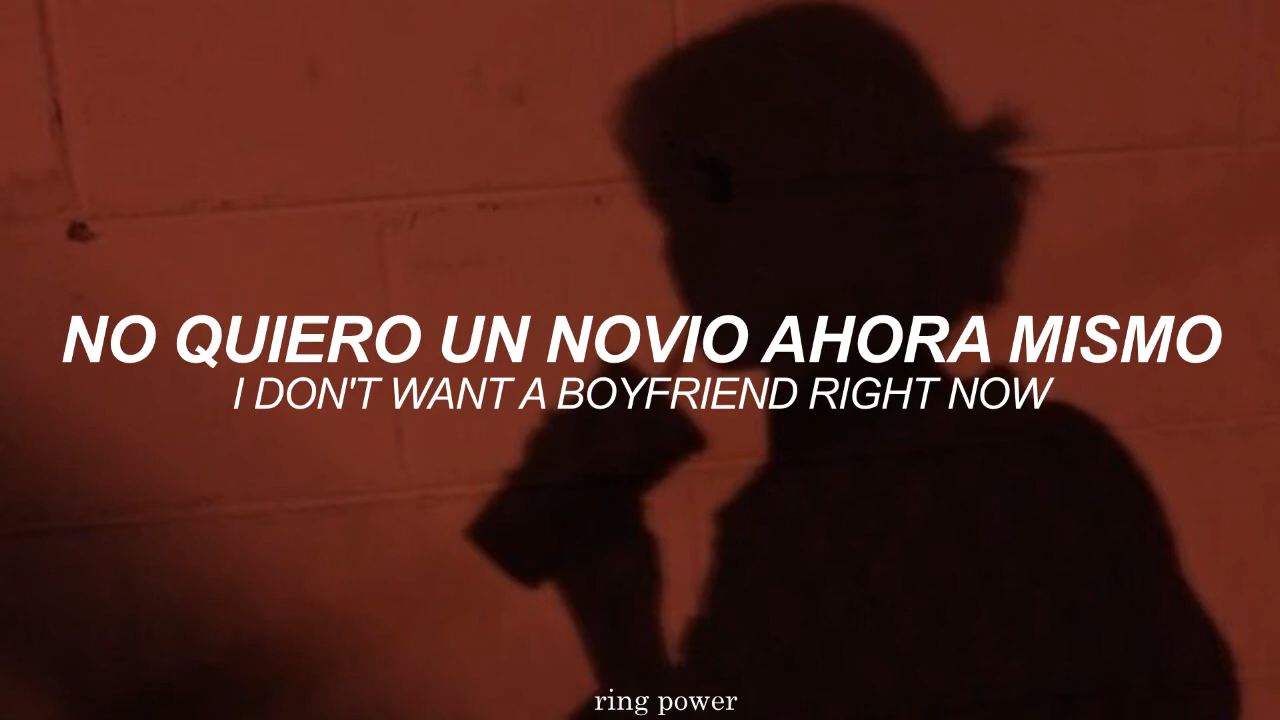 NO QUIERO UN NOVIO AHORA MISMO
I DON'T WANT A BOYFRIEND RIGHT NOW
ring power